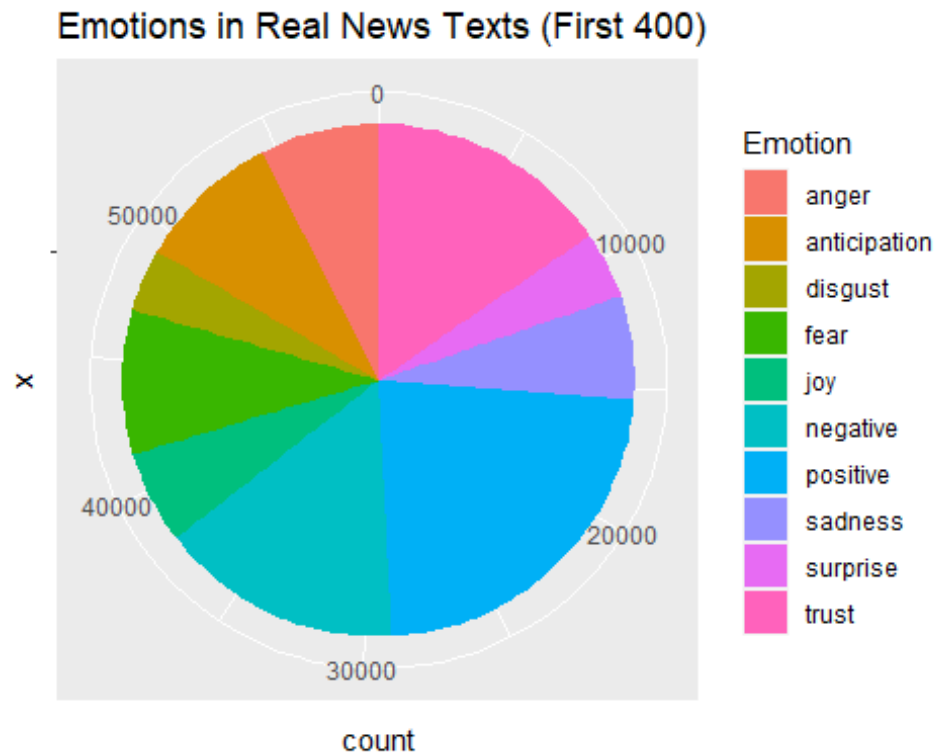 Emotions in Real News Texts (First 400)
0
10000
20000
30000
40000
50000
x
count
Emotion
anger
anticipation
disgust
fear
joy
negative
positive
sadness
surprise
trust